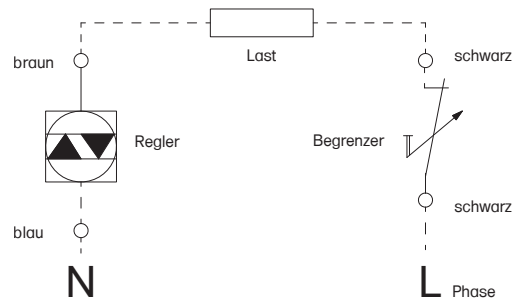 Last
braun
schwarz
Regler
Begrenzer
schwarz
blau
N
L Phase